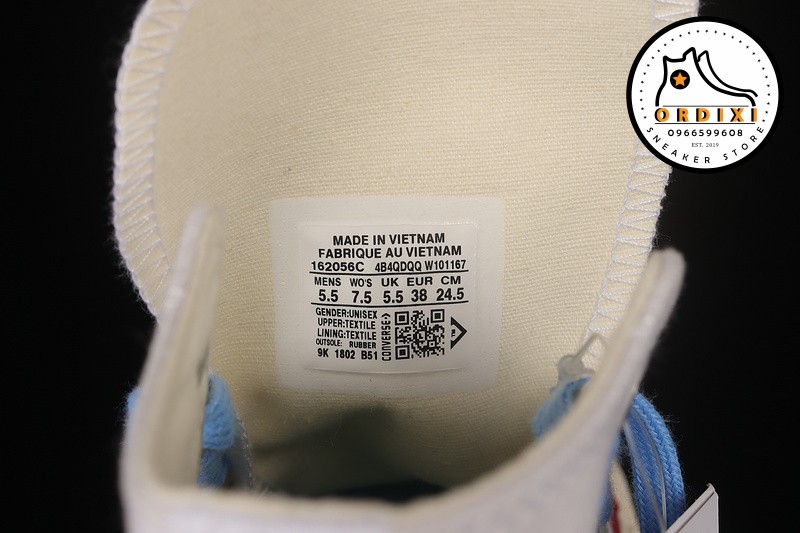 ORDIXI
0966599608
EST. 2019
SNEAKER STORE
MADE IN VIETNAM
FABRIQUE AU VIETNAM
162056C 4B4QDQQ W101167
MENS WO'S UK EUR CM
5.5 7.5 5.5 38 24.5
GENDER:UNISEX
UPPER:TEXTILE
LINING:TEXTILE
OUTSOLE: RUBBER
9K 1802 B51
CONVERSE